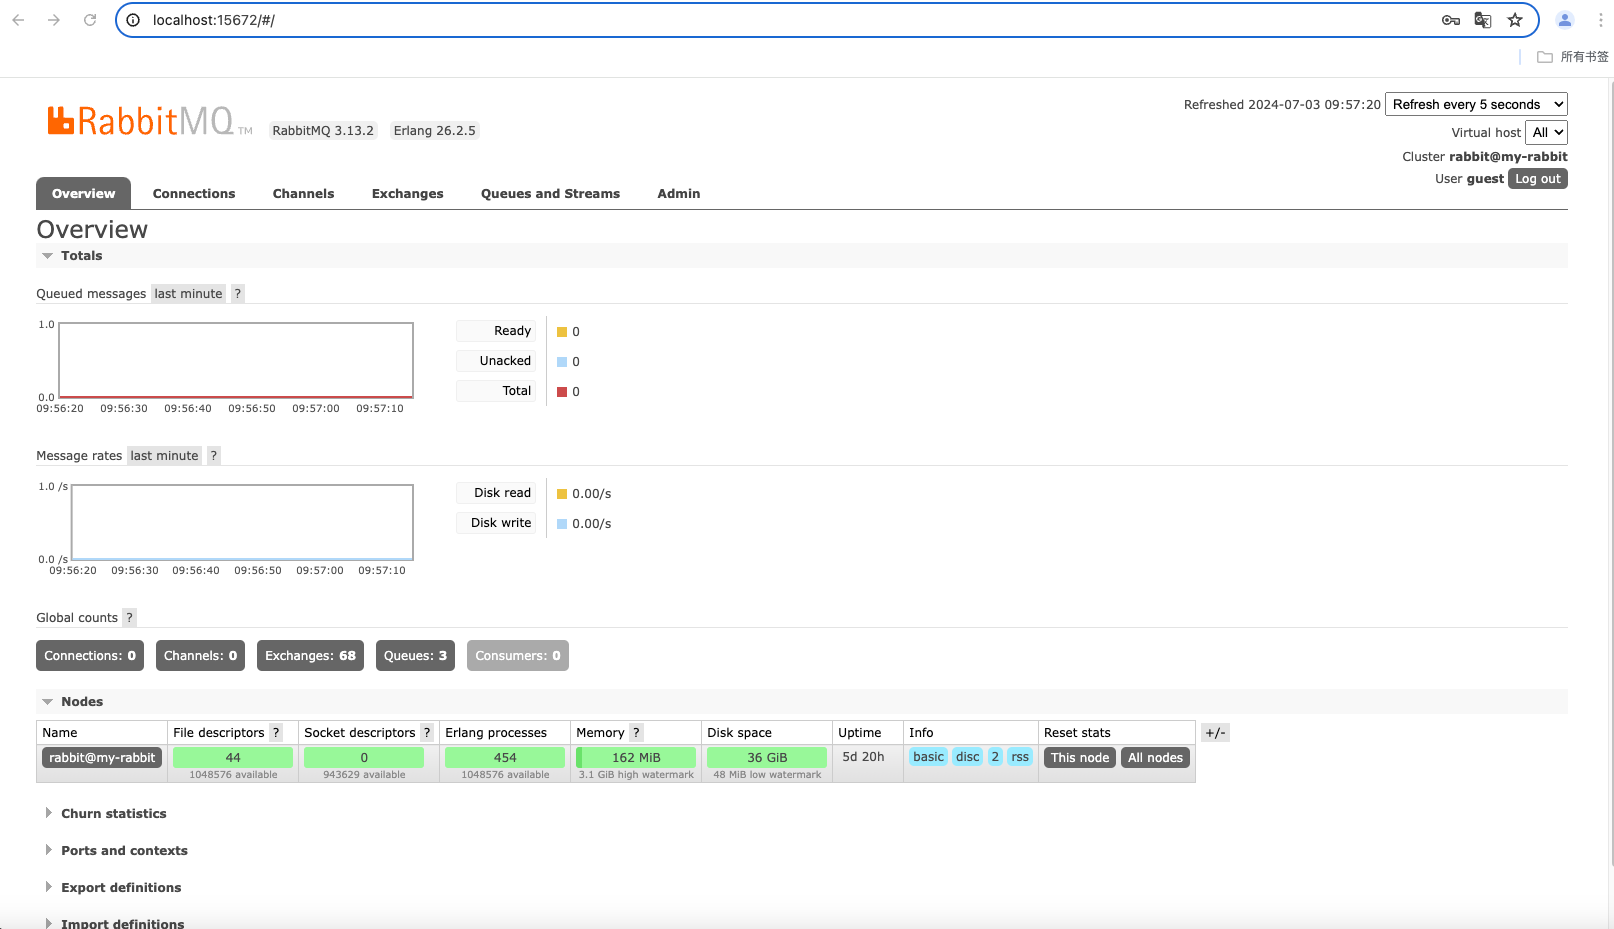 localhost:15672/#/
所有书签
RabbitMQ TM RabbitMQ 3.13.2 Erlang 26.2.5
Refreshed 2024-07-03 09:57:20 Refresh every 5 seconds
Virtual host All
Cluster rabbit@my-rabbit
User guest Log out
Overview Connections Channels Exchanges Queues and Streams Admin
Overview
Totals
Queued messages last minute ?
1.0
0.0
09:56:20 09:56:30 09:56:40 09:56:50 09:57:00 09:57:10
Ready 0
Unacked 0
Total 0
Message rates last minute ?
1.0 /s
0.0 /s
09:56:20 09:56:30 09:56:40 09:56:50 09:57:00 09:57:10
Disk read 0.00/s
Disk write 0.00/s
Global counts ?
Connections: 0 Channels: 0 Exchanges: 68 Queues: 3 Consumers: 0
Nodes
Name File descriptors ? Socket descriptors ? Erlang processes Memory ? Disk space Uptime Info Reset stats +/-
rabbit@my-rabbit 44 0 454 162 MiB 36 GiB 5d 20h basic disc 2 rss This node All nodes
1048576 available 943629 available 1048576 available 3.1 GiB high watermark 48 MiB low watermark
Churn statistics
Ports and contexts
Export definitions
Import definitions